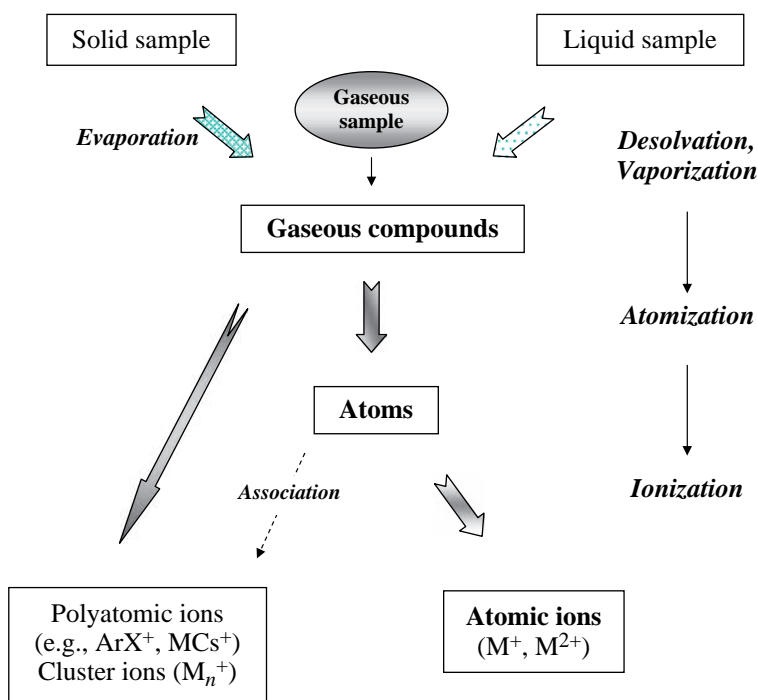 Solid sample
Liquid sample
Gaseous
sample
Evaporation
Desolvation,
Vaporization
Gaseous compounds
Atomization
Atoms
Association
Ionization
Polyatomic ions
(e.g., ArX⁺, MCs⁺)
Cluster ions (Mₙ⁺)
Atomic ions
(M⁺, M²⁺)